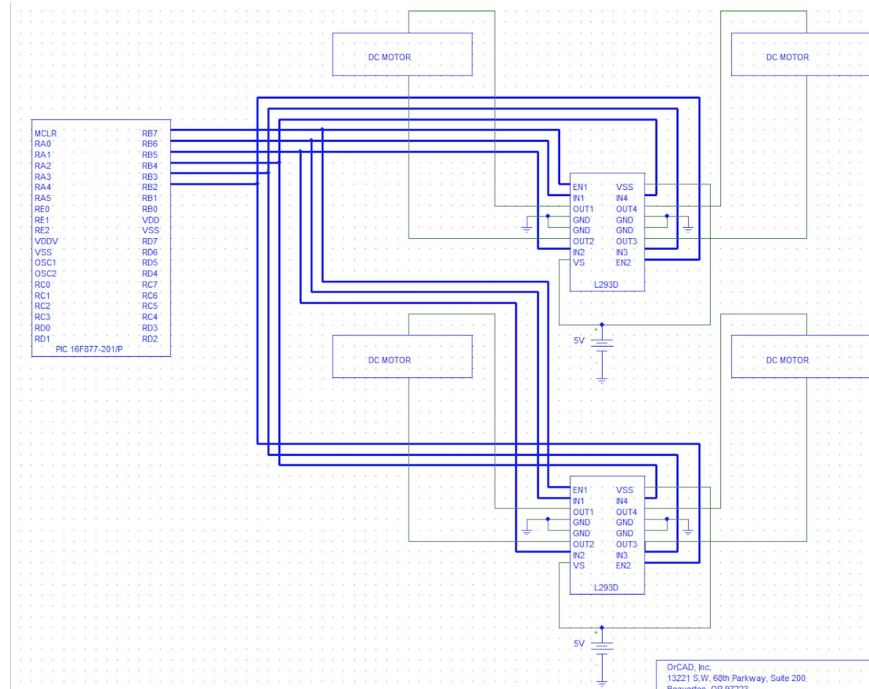 DC MOTOR
DC MOTOR
MCLR RB7
RA0 RB6
RA1 RB5
RA2 RB4
RA3 RB3
RA4 RB2
RA5 RB1
RE0 RB0
RE1 VDD
RE2 VSS
VDDV RD7
VSS RD6
OSC1 RD5
OSC2 RD4
RC0 RC7
RC1 RC6
RC2 RC5
RC3 RC4
RD0 RD3
RD1 RD2
PIC 16F877-201/P
EN1 VSS
IN1 IN4
OUT1 OUT4
GND GND
GND GND
OUT2 OUT3
IN2 IN3
VS EN2
L293D
5V
DC MOTOR
DC MOTOR
EN1 VSS
IN1 IN4
OUT1 OUT4
GND GND
GND GND
OUT2 OUT3
IN2 IN3
VS EN2
L293D
5V
OrCAD, Inc.
13221 S.W. 68th Parkway, Suite 200